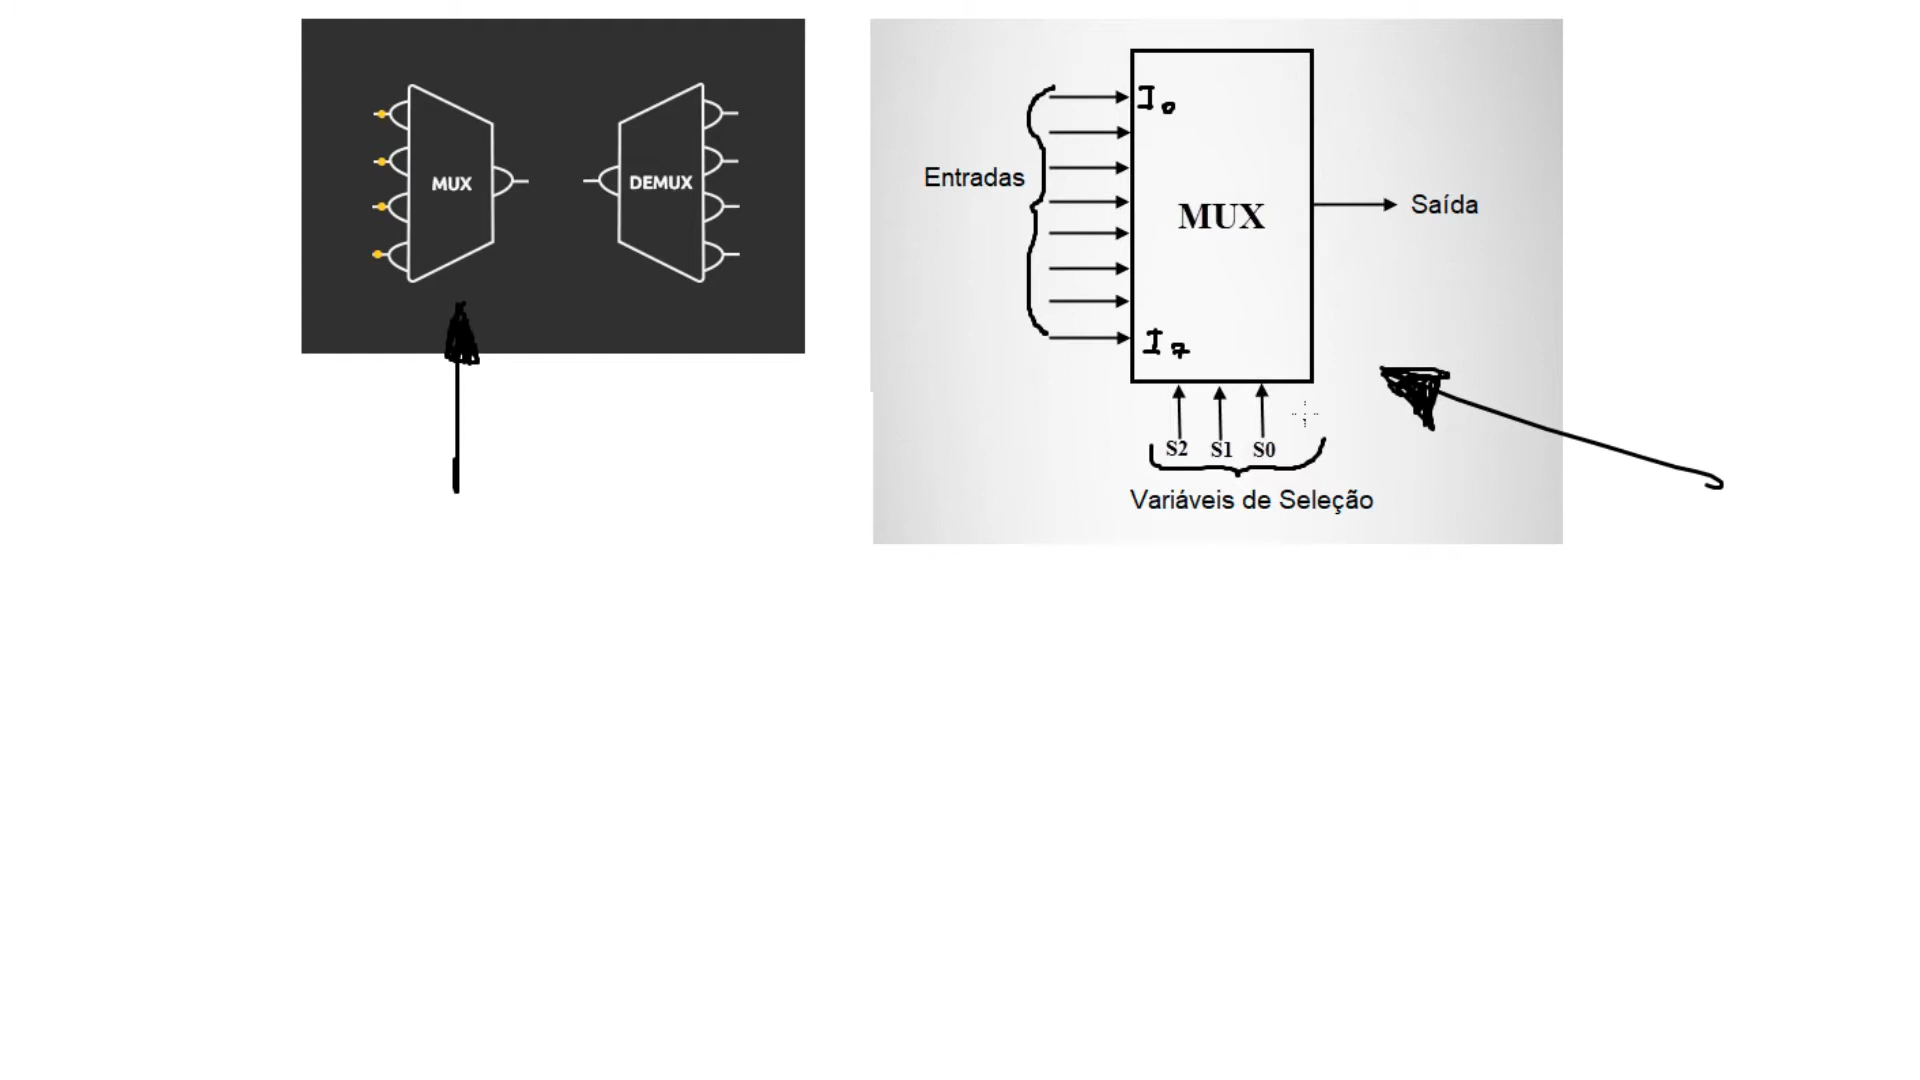 MUX
DEMUX
I0
Entradas
MUX
Saída
I7
S2 S1 S0
Variáveis de Seleção